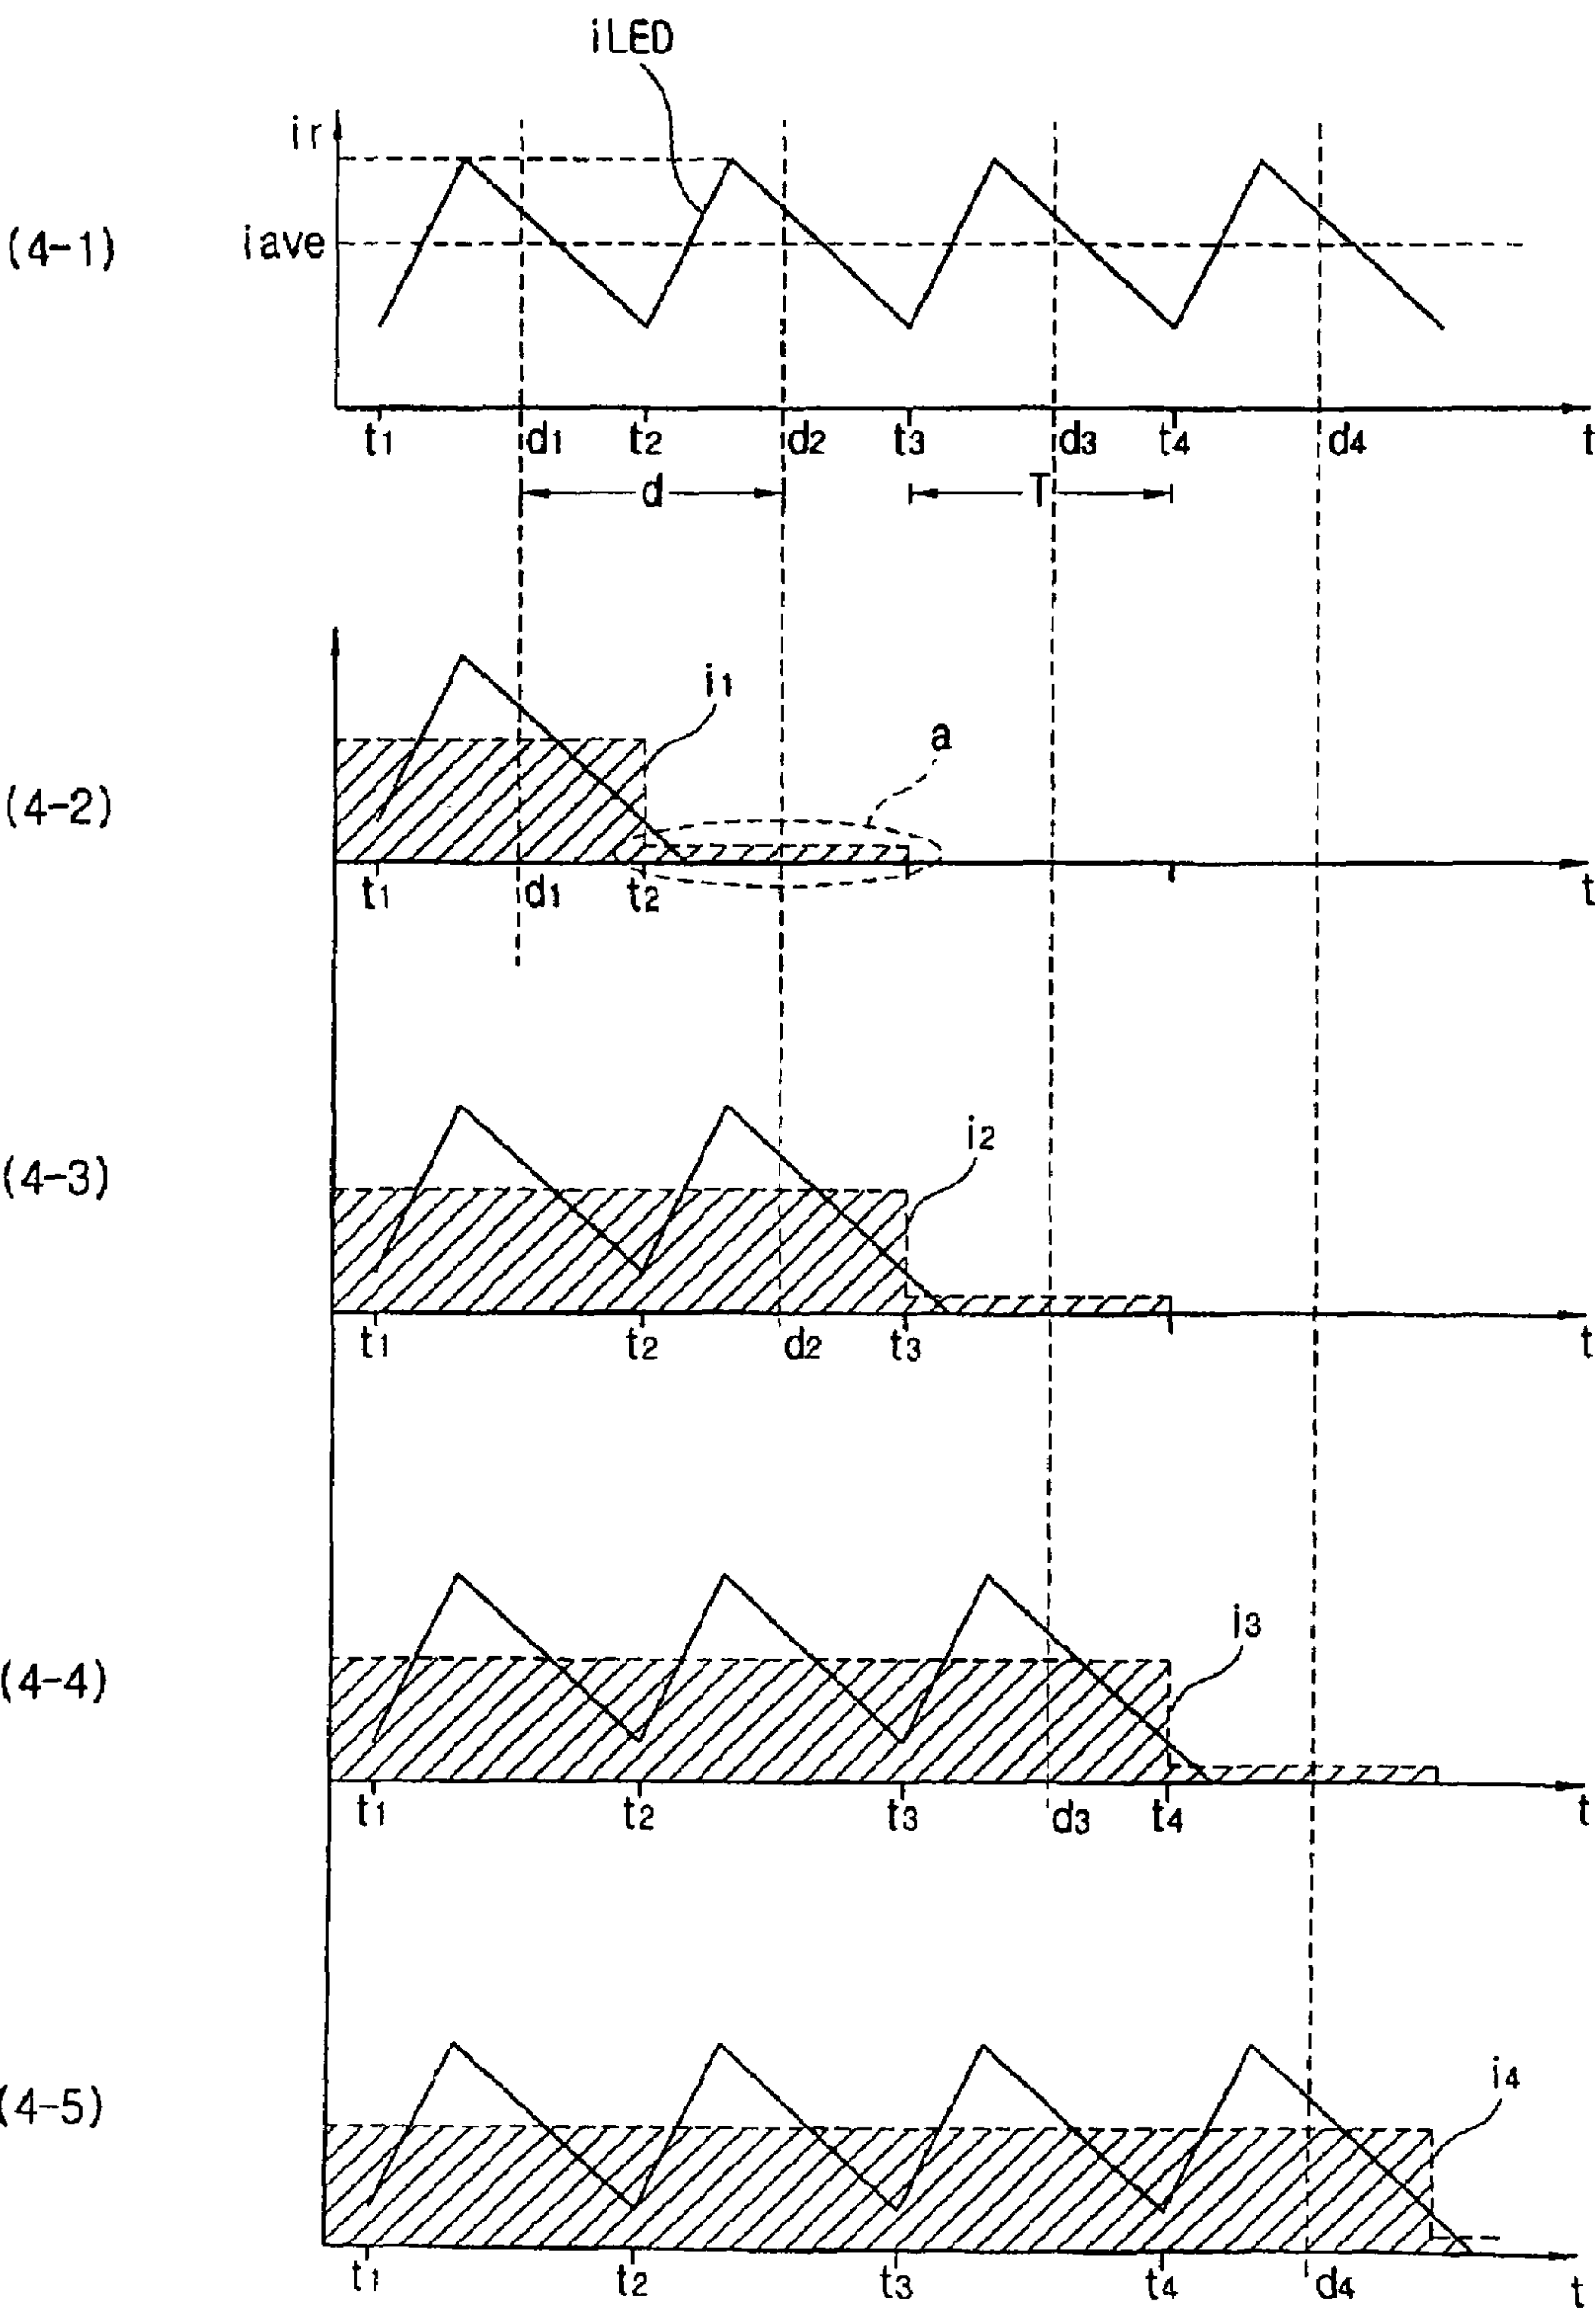 iLED
ir
(4-1)
iave
t1 d1 t2 d2 t3 d3 t4 d4 t
d T
i1
a
(4-2)
t1 d1 t2 t
i2
(4-3)
t1 t2 d2 t3 t
i3
(4-4)
t1 t2 t3 d3 t4 t
i4
(4-5)
t1 t2 t3 t4 d4 t